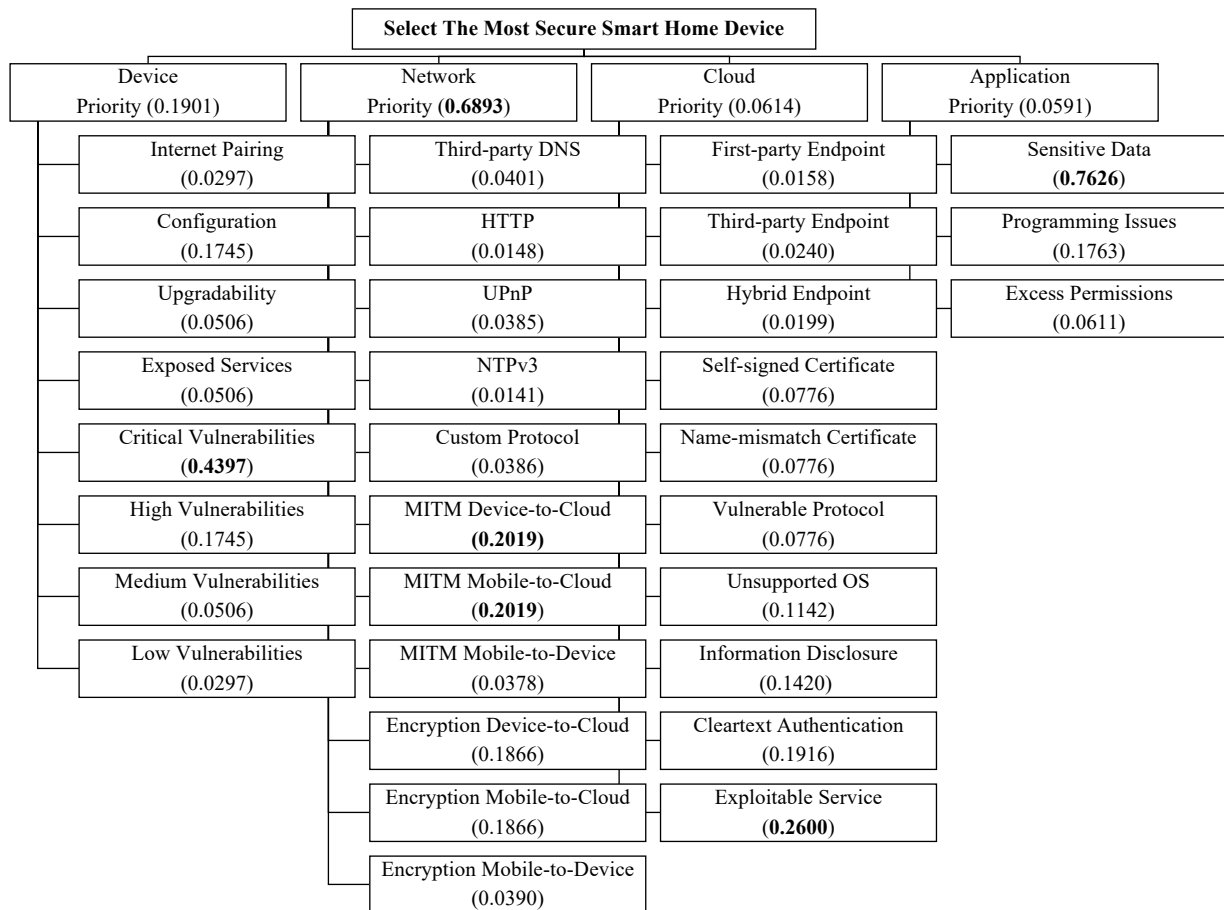 Select The Most Secure Smart Home Device
Device
Priority (0.1901)
Network
Priority (0.6893)
Cloud
Priority (0.0614)
Application
Priority (0.0591)
Internet Pairing
(0.0297)
Configuration
(0.1745)
Upgradability
(0.0506)
Exposed Services
(0.0506)
Critical Vulnerabilities
(0.4397)
High Vulnerabilities
(0.1745)
Medium Vulnerabilities
(0.0506)
Low Vulnerabilities
(0.0297)
Third-party DNS
(0.0401)
HTTP
(0.0148)
UPnP
(0.0385)
NTPv3
(0.0141)
Custom Protocol
(0.0386)
MITM Device-to-Cloud
(0.2019)
MITM Mobile-to-Cloud
(0.2019)
MITM Mobile-to-Device
(0.0378)
Encryption Device-to-Cloud
(0.1866)
Encryption Mobile-to-Cloud
(0.1866)
Encryption Mobile-to-Device
(0.0390)
First-party Endpoint
(0.0158)
Third-party Endpoint
(0.0240)
Hybrid Endpoint
(0.0199)
Self-signed Certificate
(0.0776)
Name-mismatch Certificate
(0.0776)
Vulnerable Protocol
(0.0776)
Unsupported OS
(0.1142)
Information Disclosure
(0.1420)
Cleartext Authentication
(0.1916)
Exploitable Service
(0.2600)
Sensitive Data
(0.7626)
Programming Issues
(0.1763)
Excess Permissions
(0.0611)